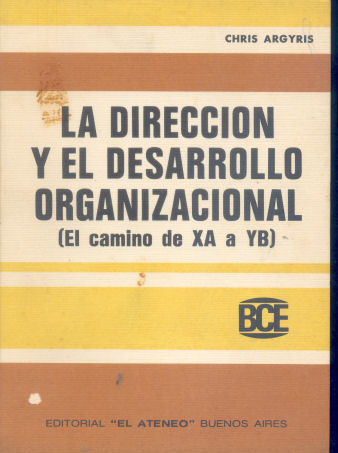 CHRIS ARGYRIS
LA DIRECCION
Y EL DESARROLLO
ORGANIZACIONAL
(El camino de XA a YB)
BCE
EDITORIAL "EL ATENEO" BUENOS AIRES